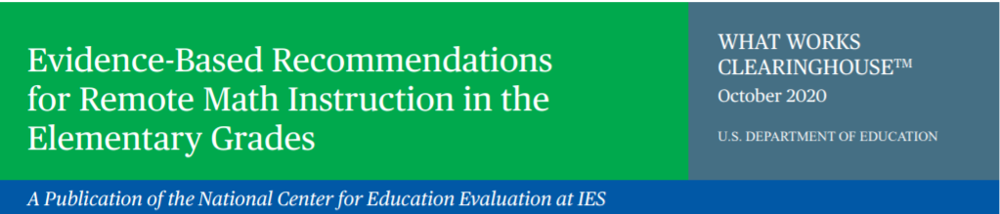 Evidence-Based Recommendations
for Remote Math Instruction in the
Elementary Grades
WHAT WORKS
CLEARINGHOUSE™
October 2020
U.S. DEPARTMENT OF EDUCATION
A Publication of the National Center for Education Evaluation at IES